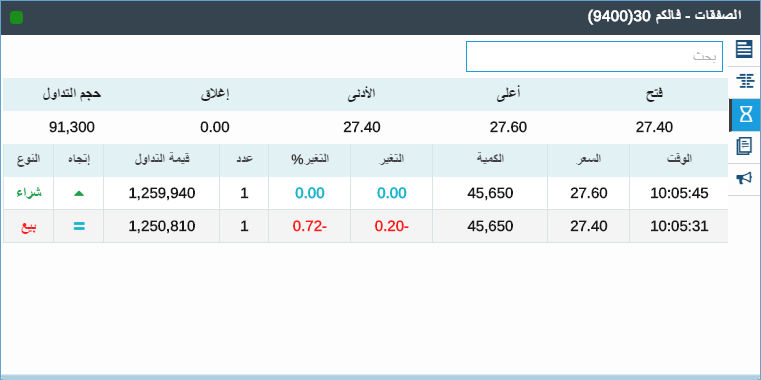 الصفقات - فالكم 30(9400)
بحث
فتح أعلى الأدنى إغلاق حجم التداول
27.40 27.60 27.40 0.00 91,300
الوقت السعر الكمية التغير التغير% عدد قيمة التداول إتجاه النوع
10:05:45 27.60 45,650 0.00 0.00 1 1,259,940 شراء
10:05:31 27.40 45,650 -0.20 -0.72 1 1,250,810 بيع